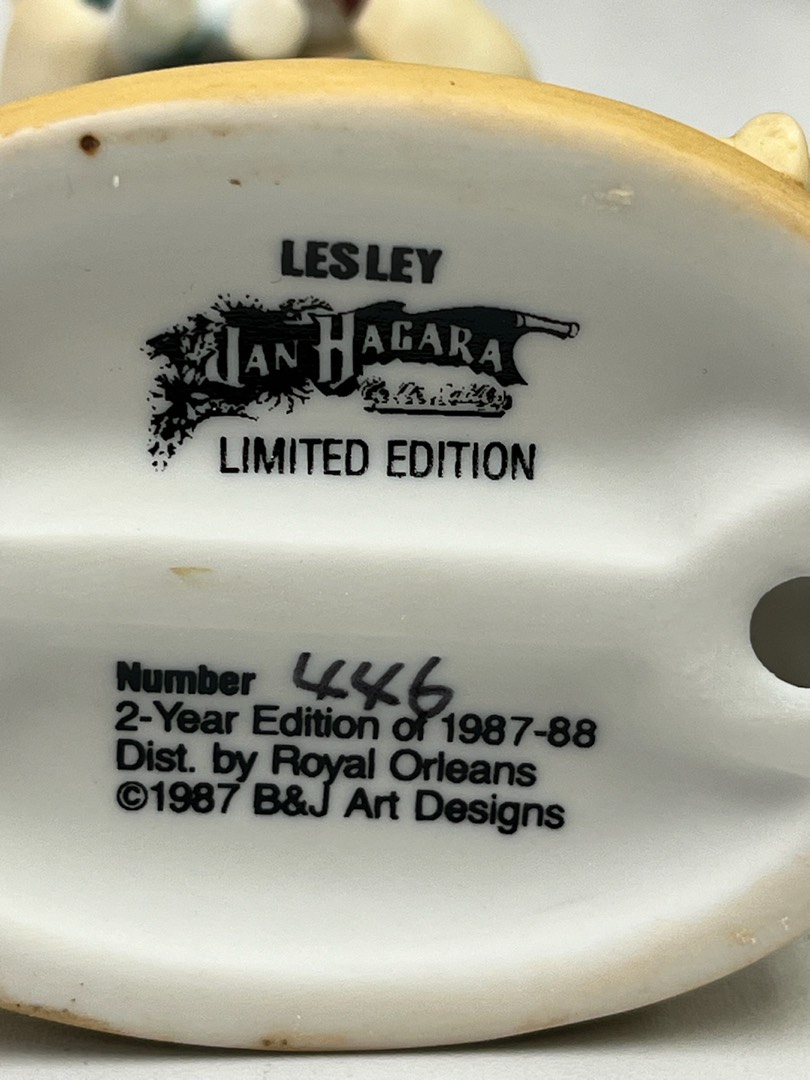 LESLEY
JAN HAGARA
LIMITED EDITION
Number 446
2-Year Edition of 1987-88
Dist. by Royal Orleans
©1987 B&J Art Designs